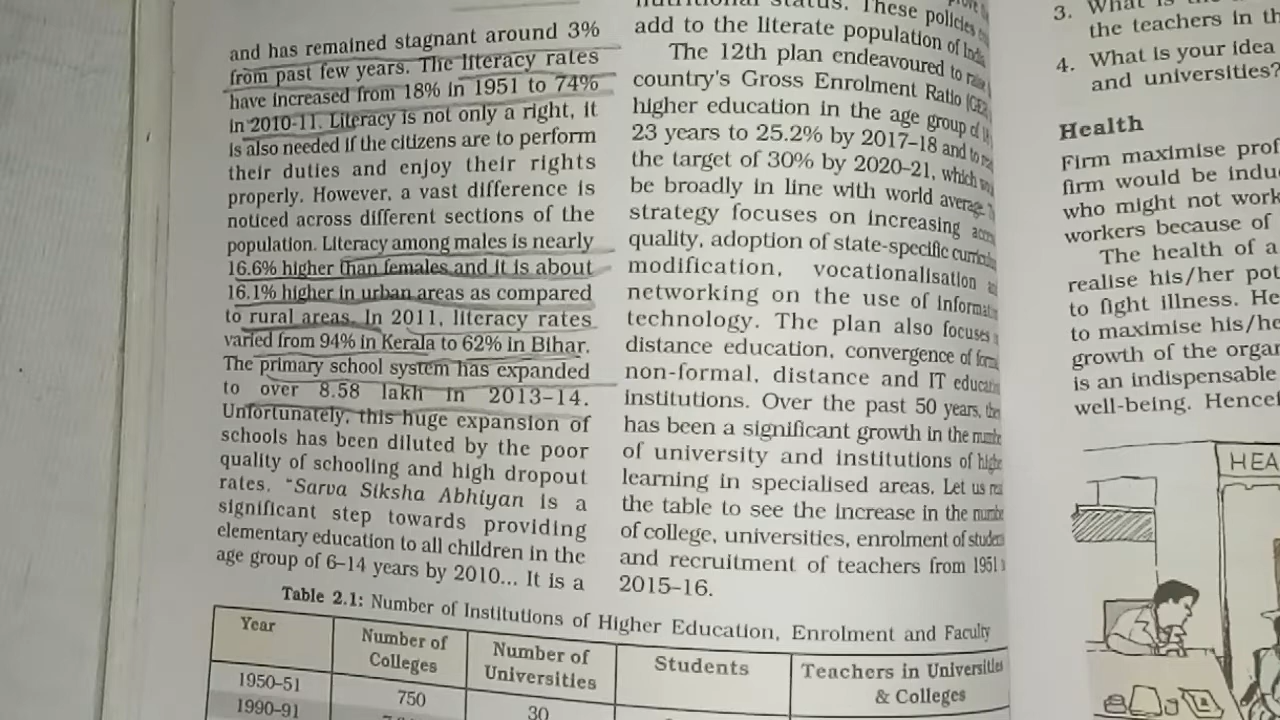 and has remained stagnant around 3%
from past few years. The literacy rates
have increased from 18% in 1951 to 74%
in 2010-11. Literacy is not only a right, it
is also needed if the citizens are to perform
their duties and enjoy their rights
properly. However, a vast difference is
noticed across different sections of the
population. Literacy among males is nearly
16.6% higher than females and it is about
16.1% higher in urban areas as compared
to rural areas. In 2011, literacy rates
varied from 94% in Kerala to 62% in Bihar.
The primary school system has expanded
to over 8.58 lakh in 2013–14.
Unfortunately, this huge expansion of
schools has been diluted by the poor
quality of schooling and high dropout
rates. "Sarva Siksha Abhiyan is a
significant step towards providing
elementary education to all children in the
age group of 6–14 years by 2010... It is a
status. These policies
add to the literate population of India
The 12th plan endeavoured to raise
country's Gross Enrolment Ratio (GER)
higher education in the age group of
23 years to 25.2% by 2017–18 and to
the target of 30% by 2020–21, which
be broadly in line with world average.
strategy focuses on increasing
quality, adoption of state-specific
modification, vocationalisation
networking on the use of
technology. The plan also focuses
distance education, convergence of
non-formal, distance and IT
institutions. Over the past 50 years,
has been a significant growth in the
of university and institutions of
learning in specialised areas. Let us
the table to see the increase in the
of college, universities, enrolment of
and recruitment of teachers from 1951
2015–16.
3. What is
the teachers in
4. What is your idea
and universities?
Health
Firm maximise
firm would be
who might not work
workers because of
The health of a
realise his/her
to fight illness.
to maximise
growth of the
is an indispensable
well-being.
Table 2.1: Number of Institutions of Higher Education, Enrolment and Faculty
Year Number of Colleges Number of Universities Students Teachers in Universities & Colleges
1950–51 750 30
1990–91